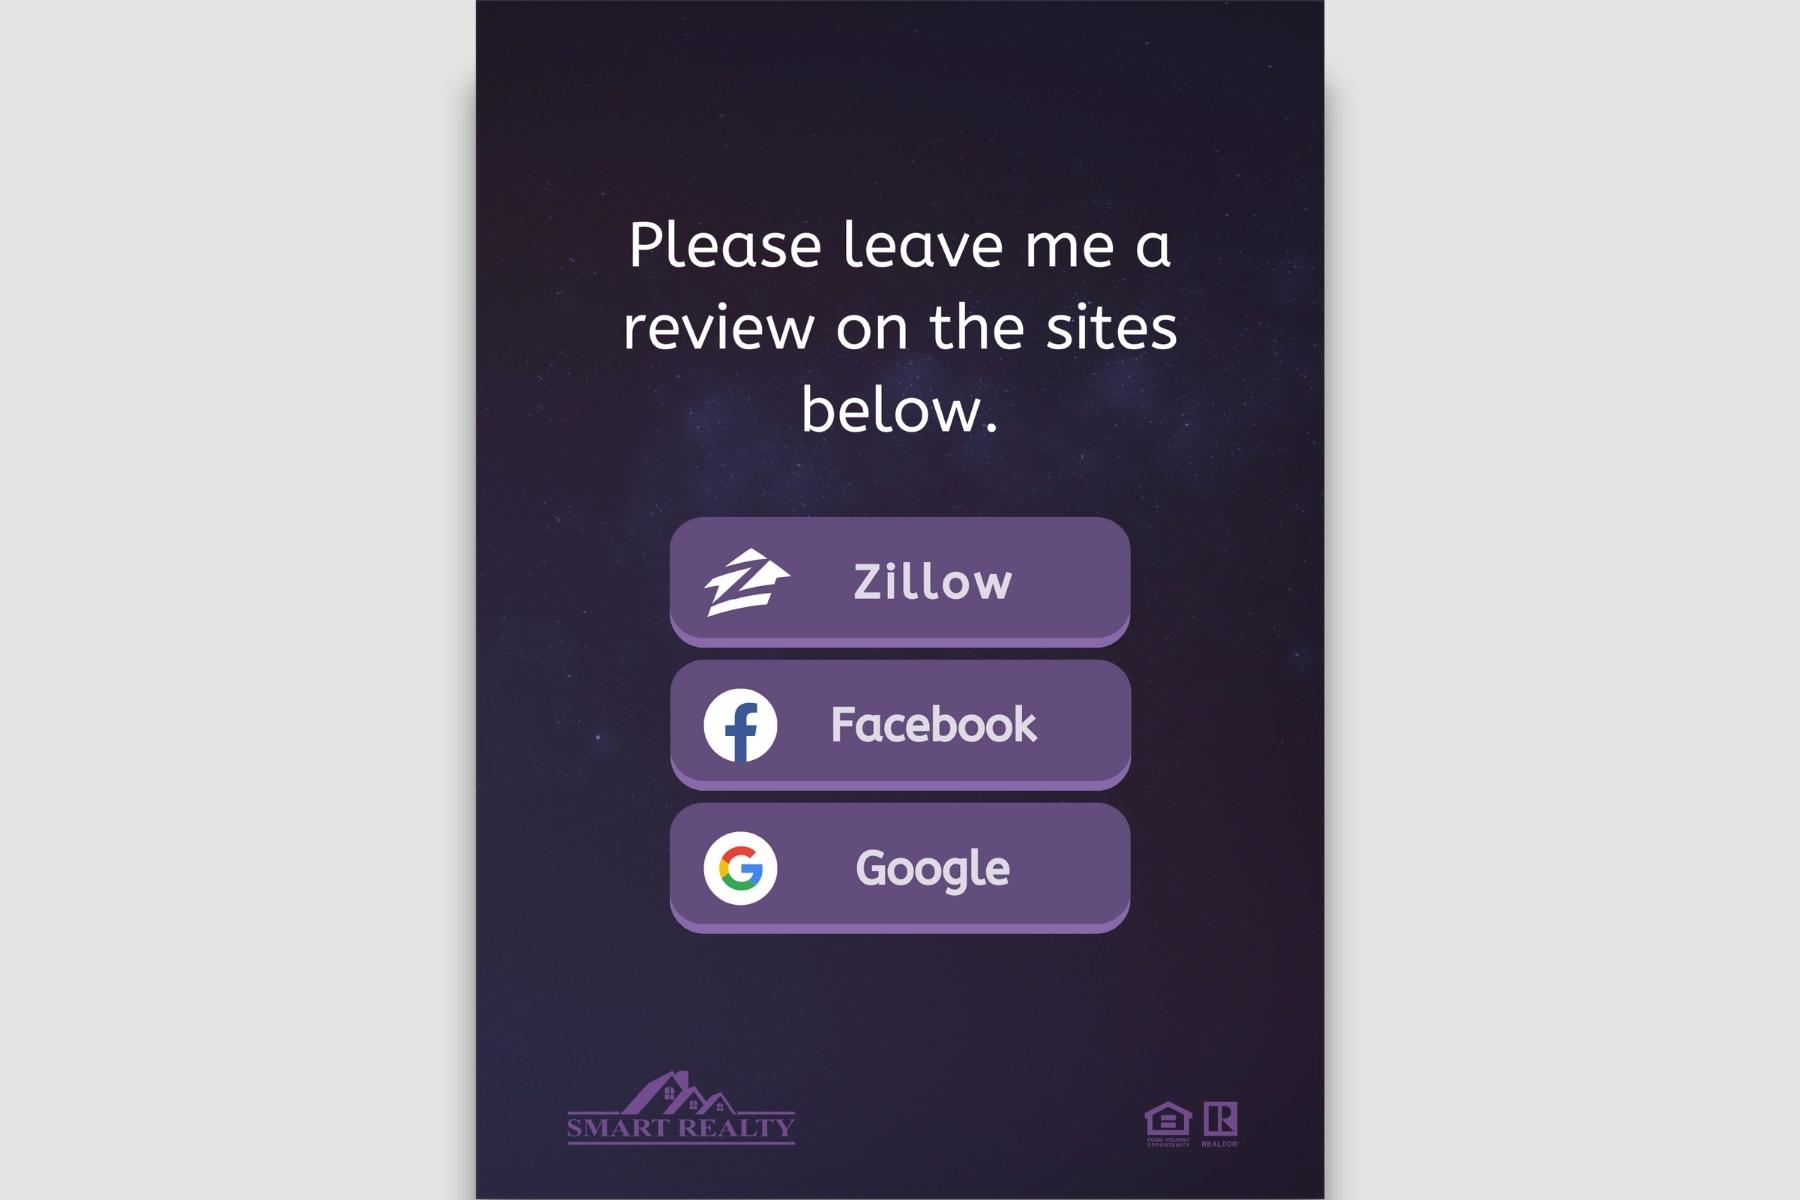 Please leave me a
review on the sites
below.
Zillow
Facebook
Google
SMART REALTY
EQUAL HOUSING
OPPORTUNITY
REALTOR®